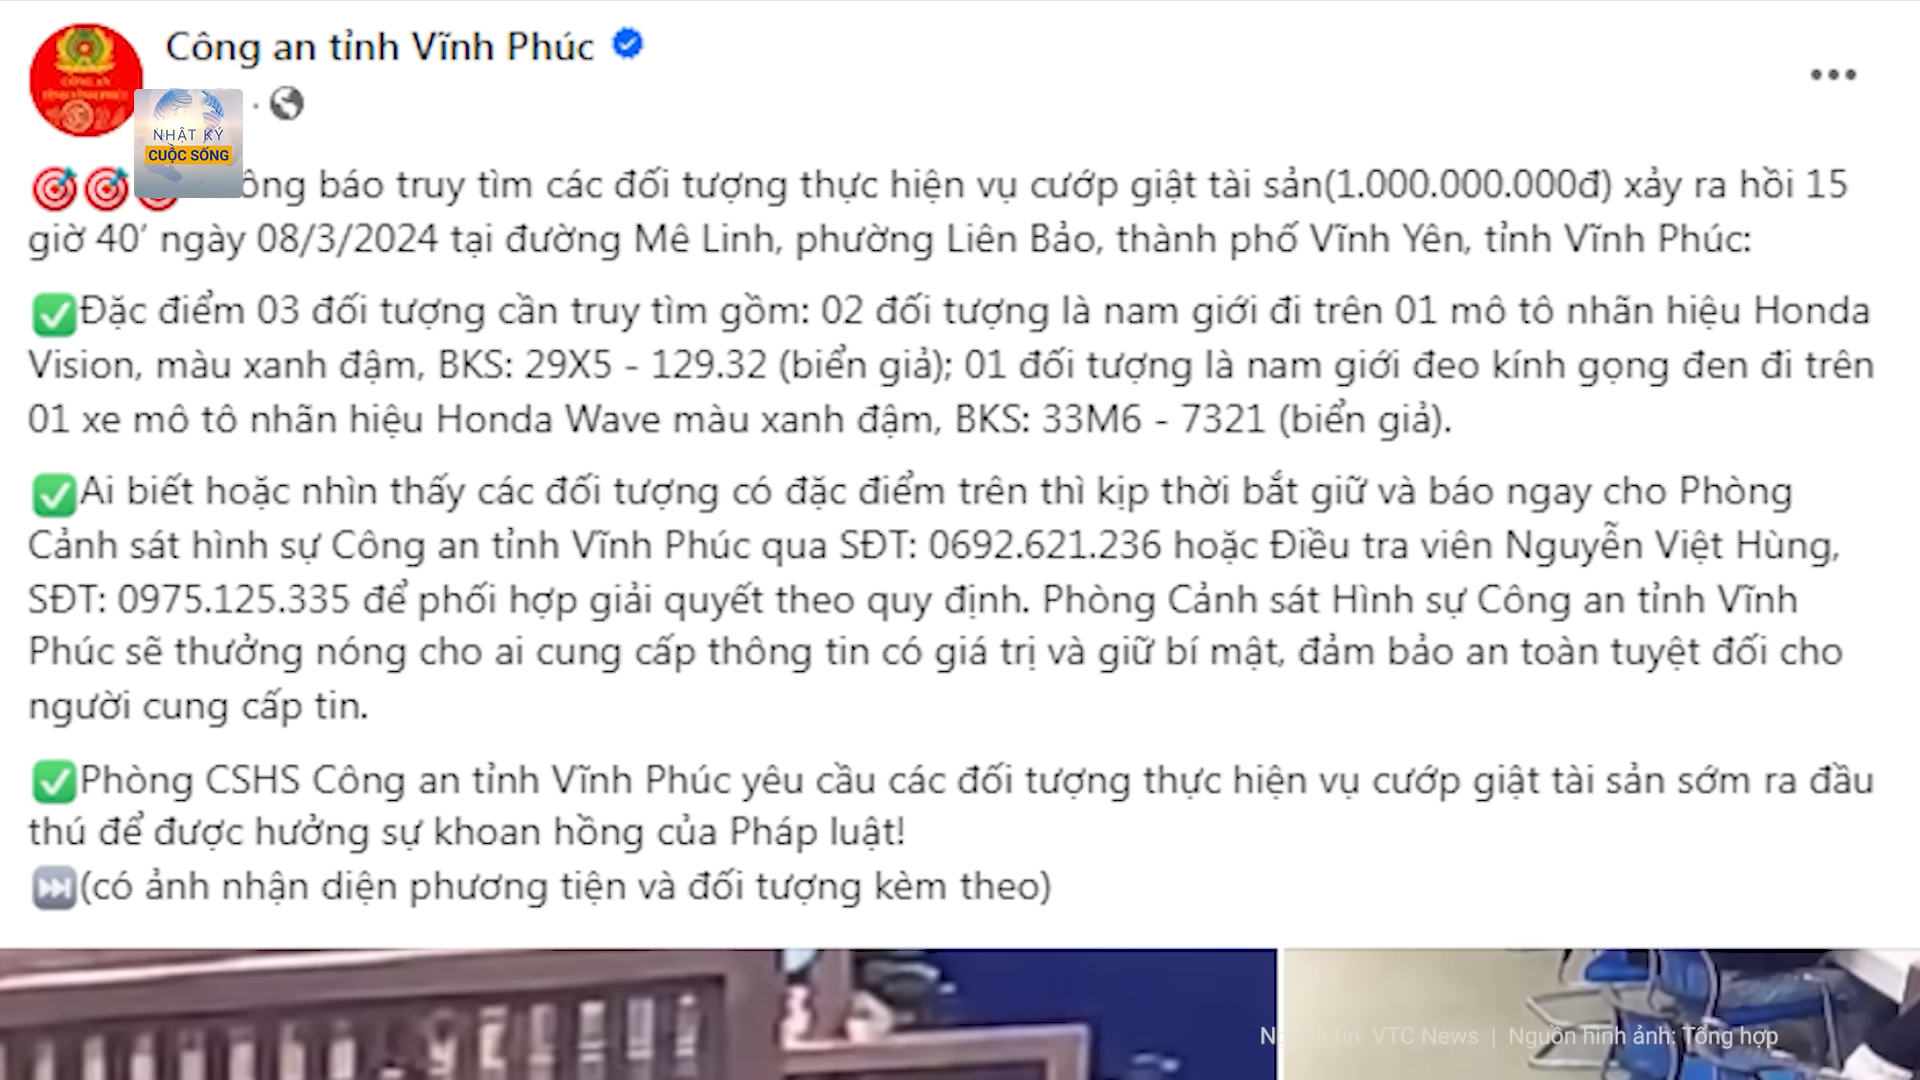 Công an tỉnh Vĩnh Phúc
NHẬT KÝ
CUỘC SỐNG
báo truy tìm các đối tượng thực hiện vụ cướp giật tài sản(1.000.000.000đ) xảy ra hồi 15
giờ 40’ ngày 08/3/2024 tại đường Mê Linh, phường Liên Bảo, thành phố Vĩnh Yên, tỉnh Vĩnh Phúc:
Đặc điểm 03 đối tượng cần truy tìm gồm: 02 đối tượng là nam giới đi trên 01 mô tô nhãn hiệu Honda
Vision, màu xanh đậm, BKS: 29X5 - 129.32 (biển giả); 01 đối tượng là nam giới đeo kính gọng đen đi trên
01 xe mô tô nhãn hiệu Honda Wave màu xanh đậm, BKS: 33M6 - 7321 (biển giả).
Ai biết hoặc nhìn thấy các đối tượng có đặc điểm trên thì kịp thời bắt giữ và báo ngay cho Phòng
Cảnh sát hình sự Công an tỉnh Vĩnh Phúc qua SĐT: 0692.621.236 hoặc Điều tra viên Nguyễn Việt Hùng,
SĐT: 0975.125.335 để phối hợp giải quyết theo quy định. Phòng Cảnh sát Hình sự Công an tỉnh Vĩnh
Phúc sẽ thưởng nóng cho ai cung cấp thông tin có giá trị và giữ bí mật, đảm bảo an toàn tuyệt đối cho
người cung cấp tin.
Phòng CSHS Công an tỉnh Vĩnh Phúc yêu cầu các đối tượng thực hiện vụ cướp giật tài sản sớm ra đầu
thú để được hưởng sự khoan hồng của Pháp luật!
(có ảnh nhận diện phương tiện và đối tượng kèm theo)
tin: VTC News | Nguồn hình ảnh: Tổng hợp